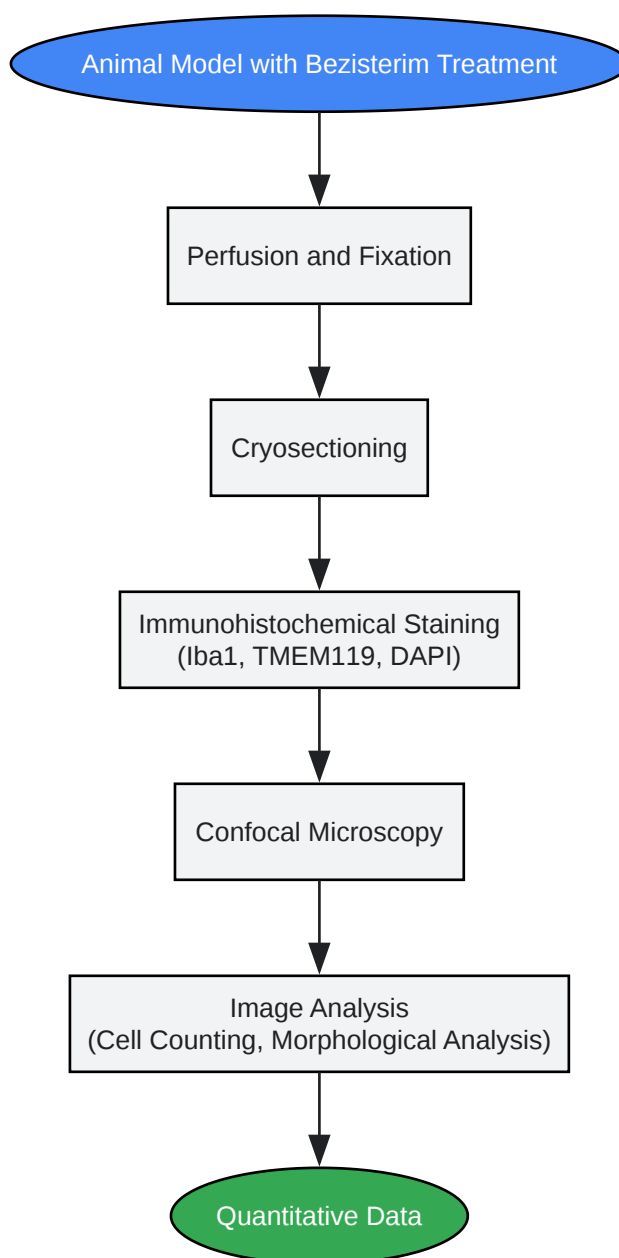 Animal Model with Bezisterim Treatment
Perfusion and Fixation
Cryosectioning
Immunohistochemical Staining
(Iba1, TMEM119, DAPI)
Confocal Microscopy
Image Analysis
(Cell Counting, Morphological Analysis)
Quantitative Data